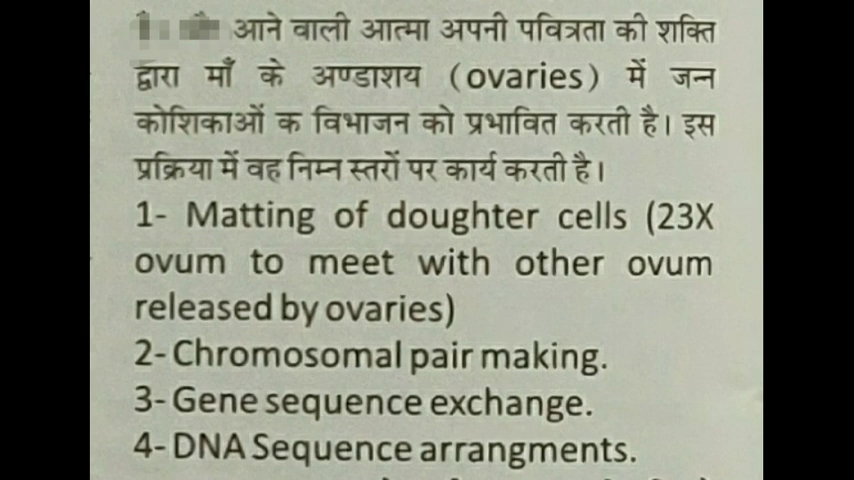 आने वाली आत्मा अपनी पवित्रता की शक्ति
द्वारा माँ के अण्डाशय (ovaries) में जन्न
कोशिकाओं क विभाजन को प्रभावित करती है। इस
प्रक्रिया में वह निम्न स्तरों पर कार्य करती है।
1- Matting of doughter cells (23X
ovum to meet with other ovum
released by ovaries)
2- Chromosomal pair making.
3- Gene sequence exchange.
4- DNA Sequence arrangments.